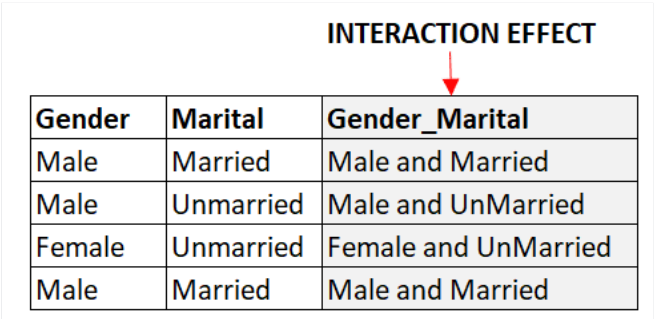 INTERACTION EFFECT
Gender Marital Gender_Marital
Male Married Male and Married
Male Unmarried Male and UnMarried
Female Unmarried Female and UnMarried
Male Married Male and Married